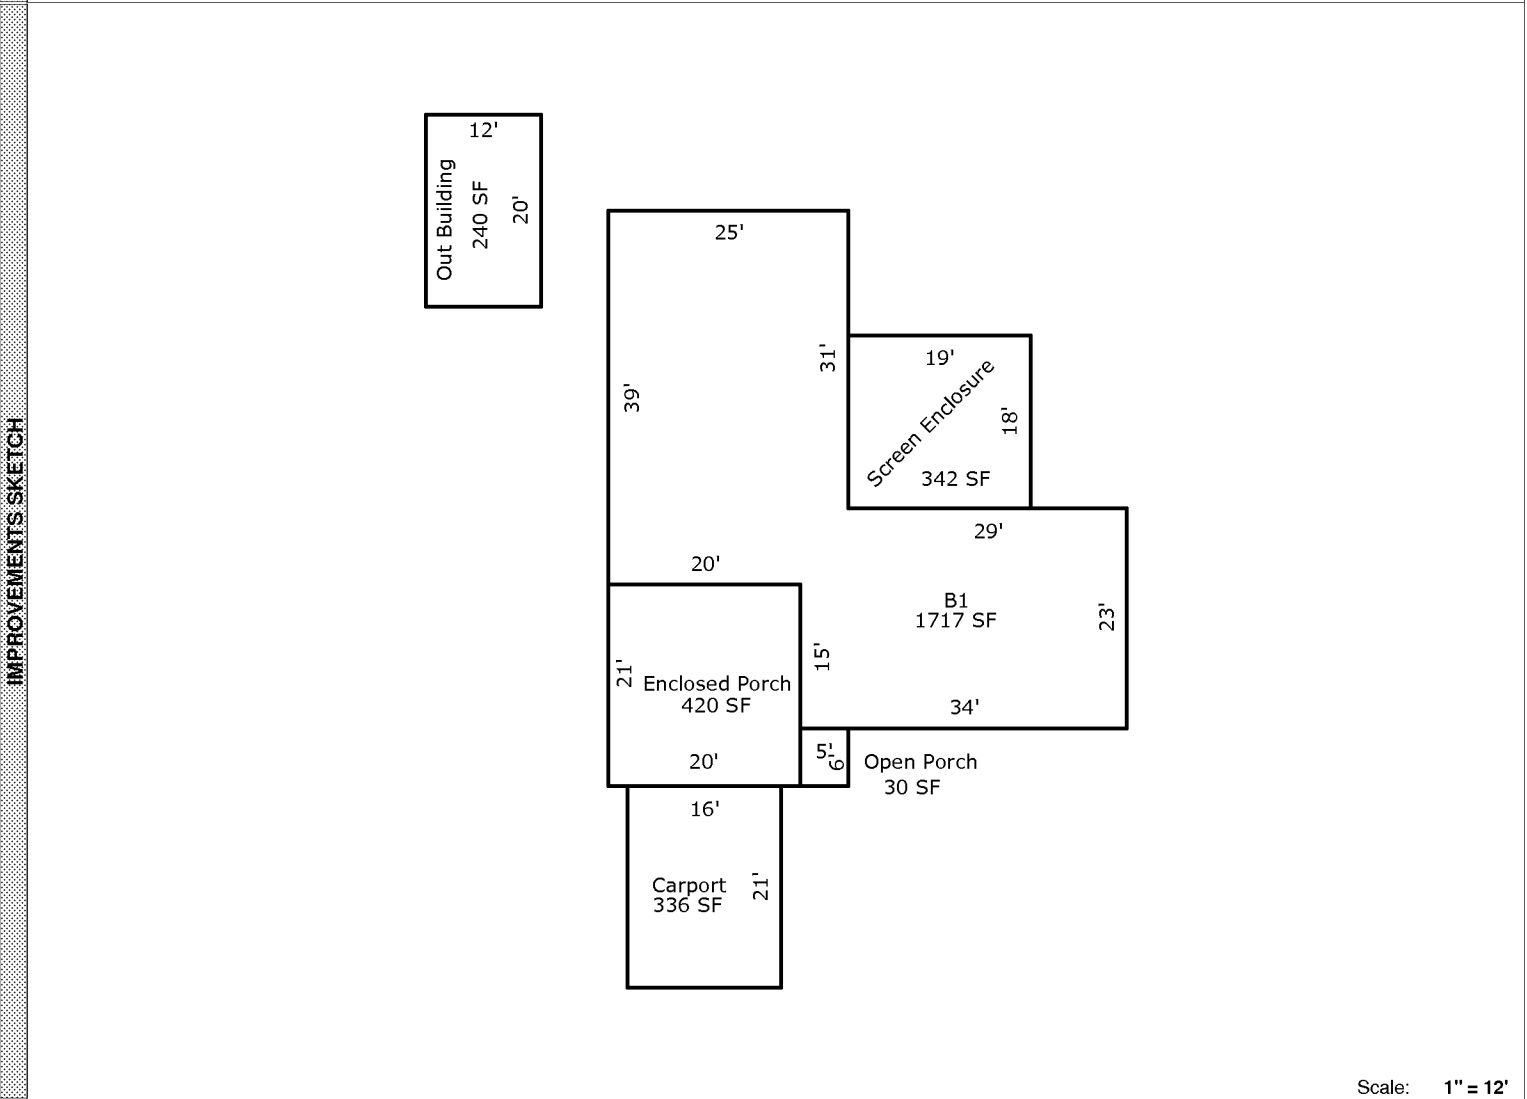 IMPROVEMENTS SKETCH
12'
Out Building
240 SF
20'
25'
39'
31'
19'
Screen Enclosure
18'
342 SF
29'
20'
B1
1717 SF
23'
15'
21'
Enclosed Porch
420 SF
34'
20'
5'
6'
Open Porch
30 SF
16'
Carport
336 SF
21'
Scale: 1" = 12'